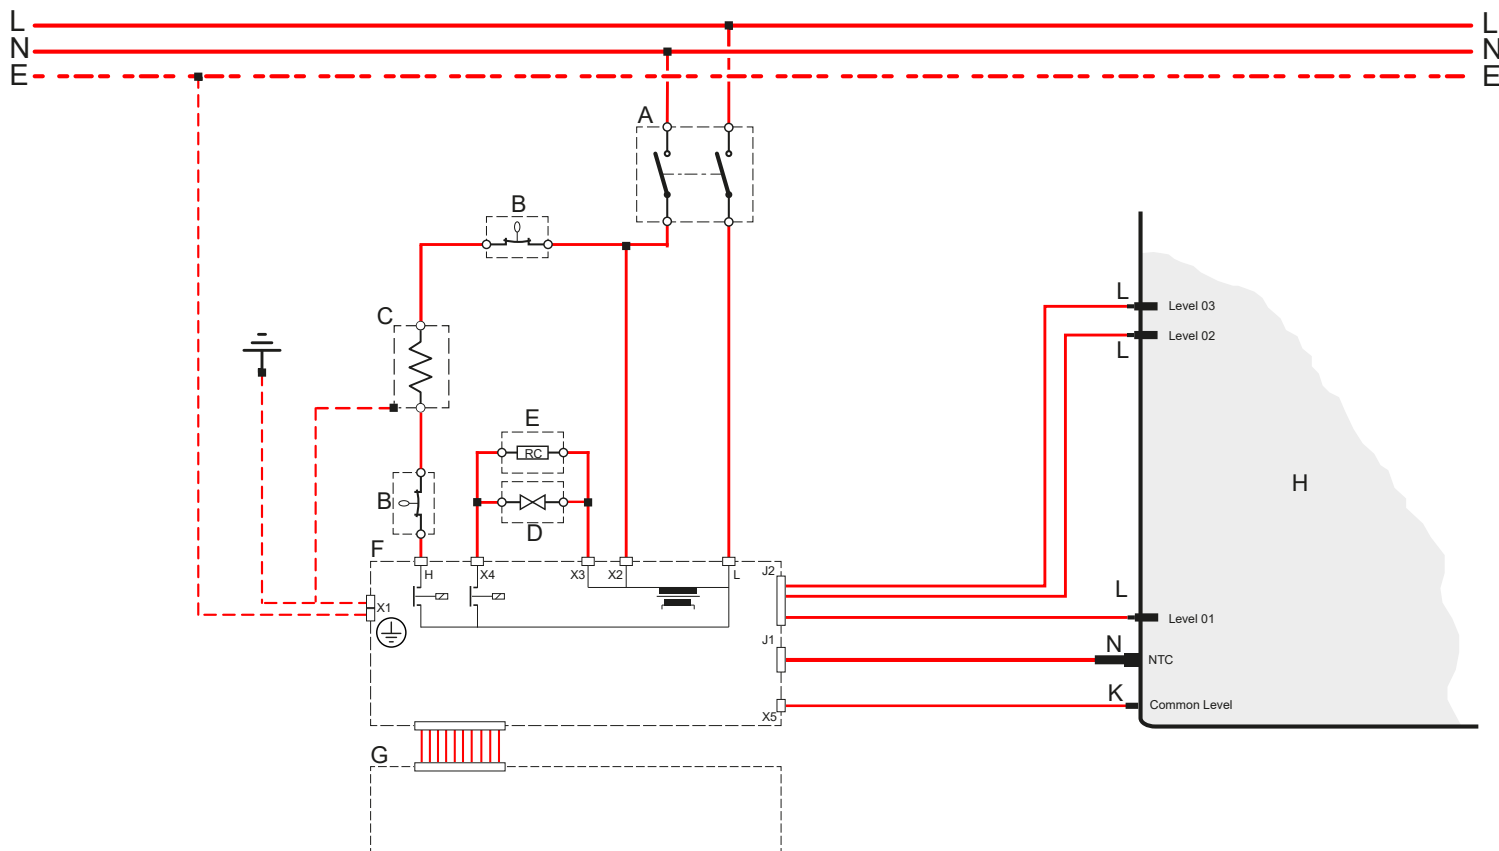 L L
N N
E E
A
B
L
Level 03
C
Level 02
L
E
RC
H
B
D
F
H X4 X3 X2 L J2
X1
L
Level 01
J1
N
NTC
K
Common Level
X5
G